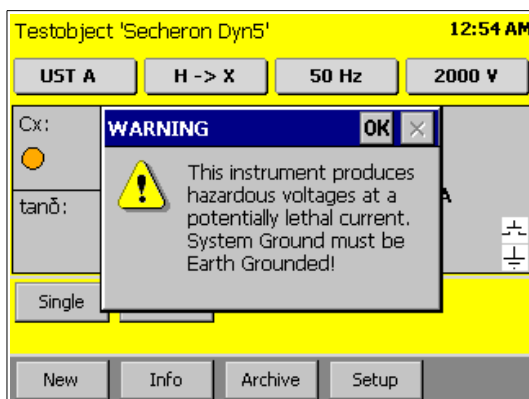 Testobject 'Secheron Dyn5' 12:54 AM
UST A H -> X 50 Hz 2000 V
Cx:
WARNING OK
This instrument produces
hazardous voltages at a
potentially lethal current.
System Ground must be
Earth Grounded!
tanδ: A
Single
New Info Archive Setup